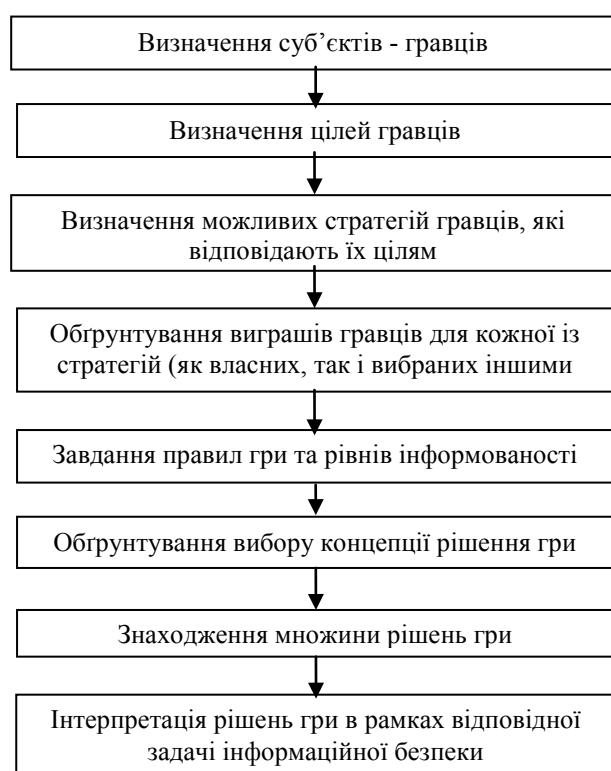 Визначення суб’єктів - гравців
Визначення цілей гравців
Визначення можливих стратегій гравців, які
відповідають їх цілям
Обґрунтування виграшів гравців для кожної із
стратегій (як власних, так і вибраних іншими
Завдання правил гри та рівнів інформованості
Обґрунтування вибору концепції рішення гри
Знаходження множини рішень гри
Інтерпретація рішень гри в рамках відповідної
задачі інформаційної безпеки